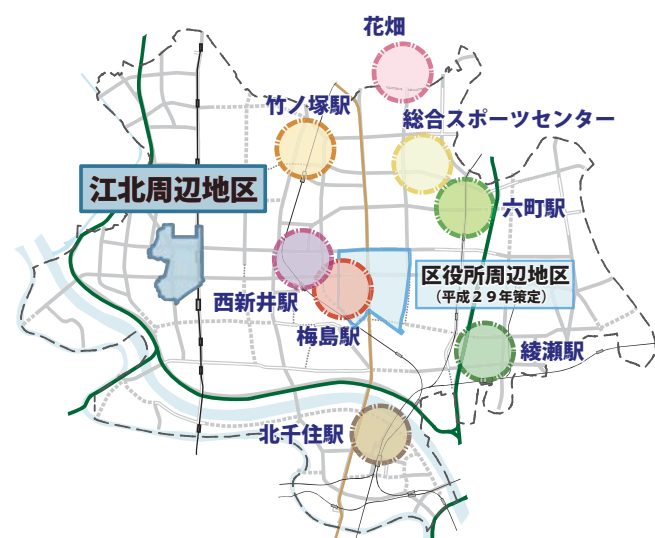 花畑
竹ノ塚駅
総合スポーツセンター
江北周辺地区
六町駅
区役所周辺地区
（平成２９年策定）
西新井駅
梅島駅
綾瀬駅
北千住駅